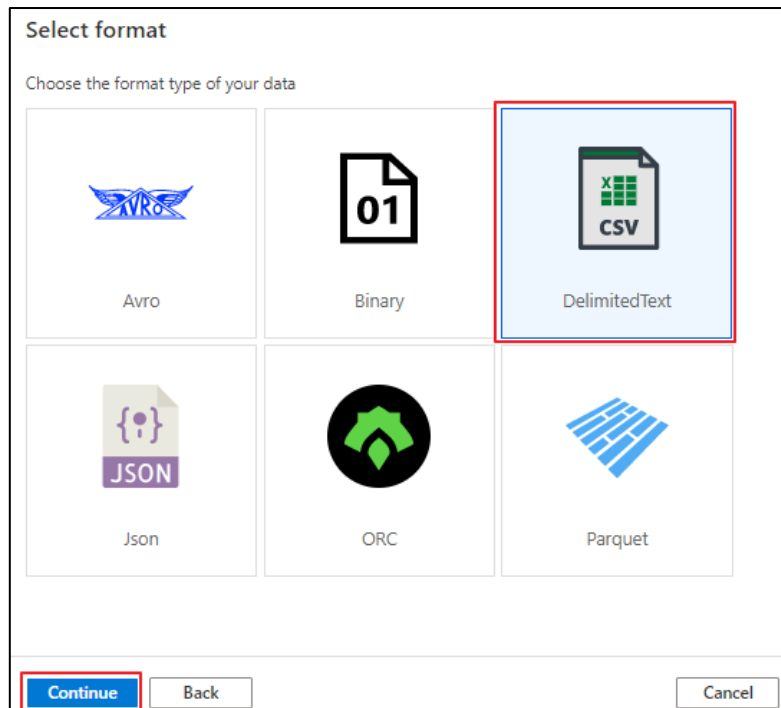 Select format
Choose the format type of your data
AVRO
01
X
CSV
Avro
Binary
DelimitedText
{ }
JSON
Json
ORC
Parquet
Continue
Back
Cancel